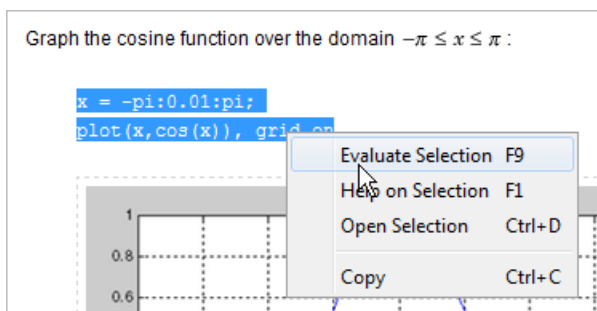 Graph the cosine function over the domain −π ≤ x ≤ π :
x = -pi:0.01:pi;
plot(x,cos(x)), grid on
Evaluate Selection F9
Help on Selection F1
Open Selection Ctrl+D
Copy Ctrl+C
1
0.8
0.6